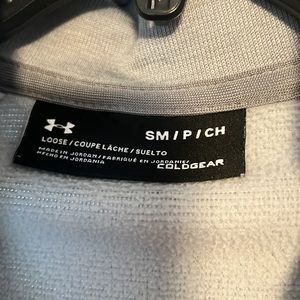 SM / P / CH
LOOSE / COUPE LÂCHE / SUELTO
MADE IN JORDAN / FABRIQUÉ EN JORDANIE/
HECHO EN JORDANIA
COLDGEAR